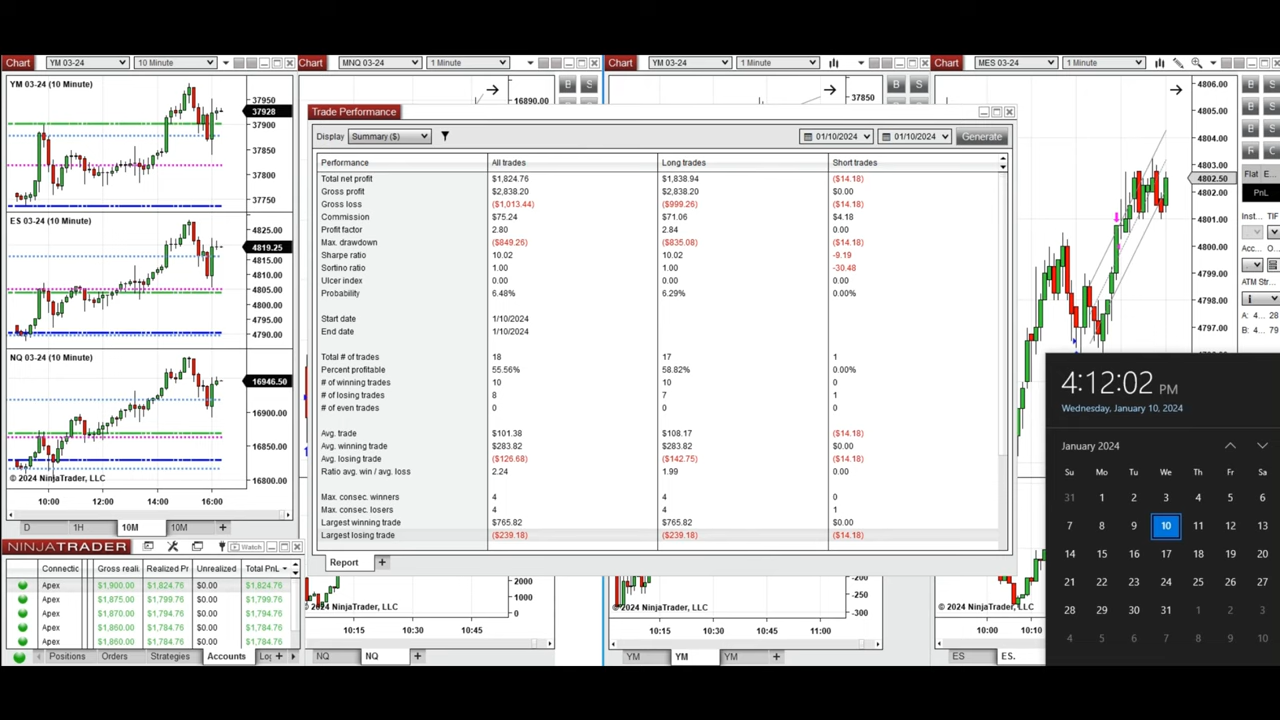 Chart YM 03-24 10 Minute
Chart MNQ 03-24 1 Minute
Chart YM 03-24 1 Minute
Chart MES 03-24 1 Minute
YM 03-24 (10 Minute)
37950
37928
37900
37850
37800
37750
ES 03-24 (10 Minute)
4825.00
4819.25
4815.00
4810.00
4805.00
4800.00
4795.00
4790.00
NQ 03-24 (10 Minute)
16946.50
16900.00
16850.00
16800.00
© 2024 NinjaTrader, LLC
10:00 12:00 14:00 16:00
D 1H 10M 10M +
16890.00
B S
37850
B S
Trade Performance
Display Summary ($) 01/10/2024 01/10/2024 Generate
Performance All trades Long trades Short trades
Total net profit $1,824.76 $1,838.94 ($14.18)
Gross profit $2,838.20 $2,838.20 $0.00
Gross loss ($1,013.44) ($999.26) ($14.18)
Commission $75.24 $71.06 $4.18
Profit factor 2.80 2.84 0.00
Max. drawdown ($849.26) ($835.08) ($14.18)
Sharpe ratio 10.02 10.02 -9.19
Sortino ratio 1.00 1.00 -30.48
Ulcer index 0.00 0.00 0.00
Probability 6.48% 6.29% 0.00%
Start date 1/10/2024
End date 1/10/2024
Total # of trades 18 17 1
Percent profitable 55.56% 58.82% 0.00%
# of winning trades 10 10 0
# of losing trades 8 7 1
# of even trades 0 0 0
Avg. trade $101.38 $108.17 ($14.18)
Avg. winning trade $283.82 $283.82 $0.00
Avg. losing trade ($126.68) ($142.75) ($14.18)
Ratio avg. win / avg. loss 2.24 1.99 0.00
Max. consec. winners 4 4 0
Max. consec. losers 4 4 1
Largest winning trade $765.82 $765.82 $0.00
Largest losing trade ($239.18) ($239.18) ($14.18)
Report +
4806.00
4805.00
4804.00
4803.00
4802.50
4802.00
4801.00
4800.00
4799.00
4798.00
4797.00
B
B
B
R
C
Flat E...
PnL
Inst... TIF
Acc... O...
ATM Str...
A: 4... 28
B: 4... 79
4:12:02 PM
Wednesday, January 10, 2024
January 2024
Su Mo Tu We Th Fr Sa
31 1 2 3 4 5 6
7 8 9 10 11 12 13
14 15 16 17 18 19 20
21 22 23 24 25 26 27
28 29 30 31 1 2 3
4 5 6 7 8 9 10
NINJATRADER Watch
Connectic Gross reali Realized Pr Unrealized Total PnL
Apex $1,900.00 $1,824.76 $0.00 $1,824.76
Apex $1,875.00 $1,799.76 $0.00 $1,799.76
Apex $1,870.00 $1,794.76 $0.00 $1,794.76
Apex $1,860.00 $1,784.76 $0.00 $1,784.76
Apex $1,860.00 $1,784.76 $0.00 $1,784.76
Positions Orders Strategies Accounts Lo +
2000
1000
0
© 2024 NinjaTrader, LLC
10:15 10:30 10:45
NQ NQ +
-250
-300
© 2024 NinjaTrader, LLC
10:15 10:30 10:45 11:00
YM YM YM +
© 2024 NinjaTrader, LLC
10:00 10:10
ES ES.